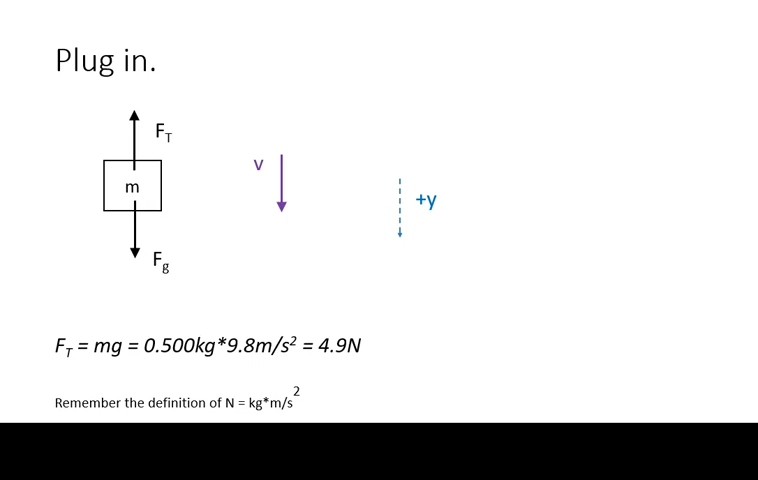 Plug in.
F_T
v
m
+y
F_g
F_T = mg = 0.500kg*9.8m/s² = 4.9N
Remember the definition of N = kg*m/s²